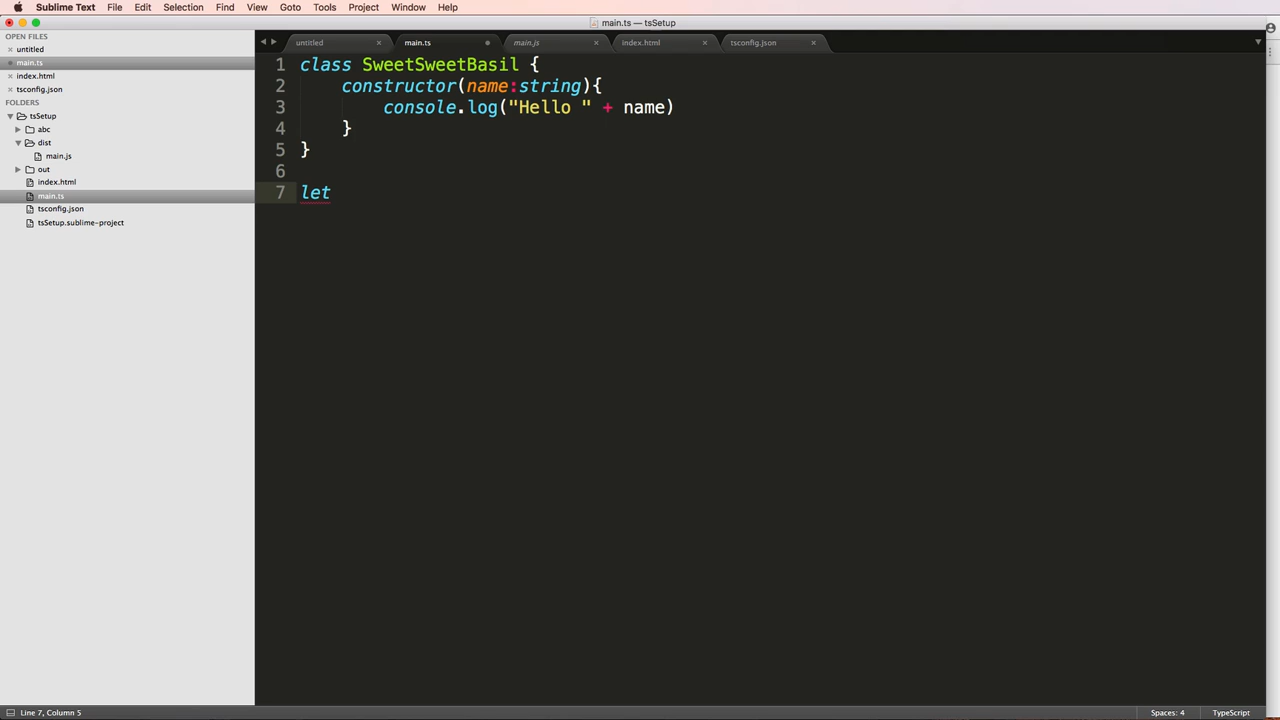 Sublime Text File Edit Selection Find View Goto Tools Project Window Help
main.ts — tsSetup
OPEN FILES
untitled
main.ts
index.html
tsconfig.json
FOLDERS
tsSetup
abc
dist
main.js
out
index.html
main.ts
tsconfig.json
tsSetup.sublime-project
untitled main.ts main.js index.html tsconfig.json
1 class SweetSweetBasil {
2 constructor(name:string){
3 console.log("Hello " + name)
4 }
5 }
6
7 let
Line 7, Column 5 Spaces: 4 TypeScript